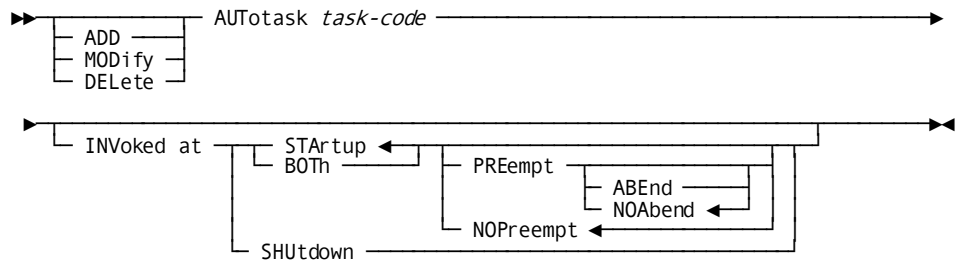 AUTotask task-code
ADD
MODify
DELete
INVoked at STArtup PREempt
BOTh ABEnd
NOAbend
NOPreempt
SHUtdown